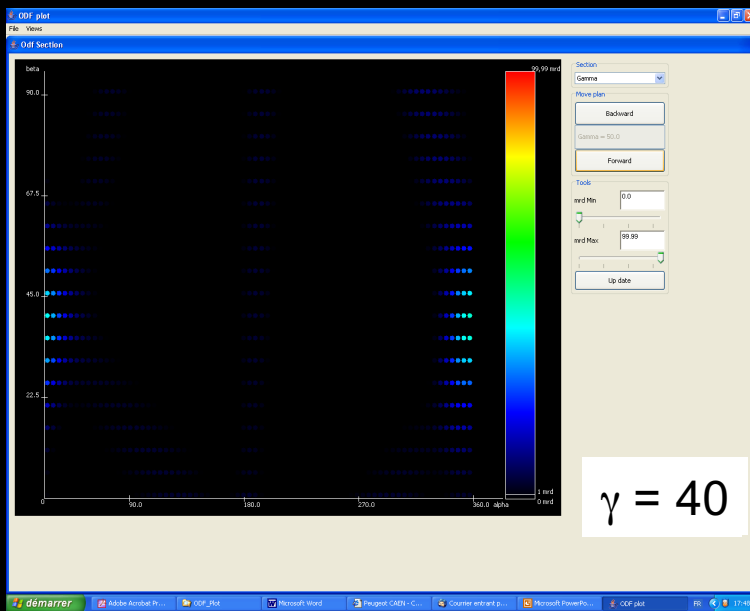 ODF plot
File Views
Odf Section
beta
99,99 mrd
90.0
67.5
45.0
22.5
0
90.0
180.0
270.0
360.0 alpha
1 mrd
0 mrd
Section
Gamma
Move plan
Backward
Gamma = 50.0
Forward
Tools
mrd Min
0.0
mrd Max
99.99
Up date
γ = 40
démarrer
Adobe Acrobat Pr...
ODF_Plot
Microsoft Word
Peugeot CAEN - C...
Courrier entrant p...
Microsoft PowerPo...
ODF plot
FR
17:49